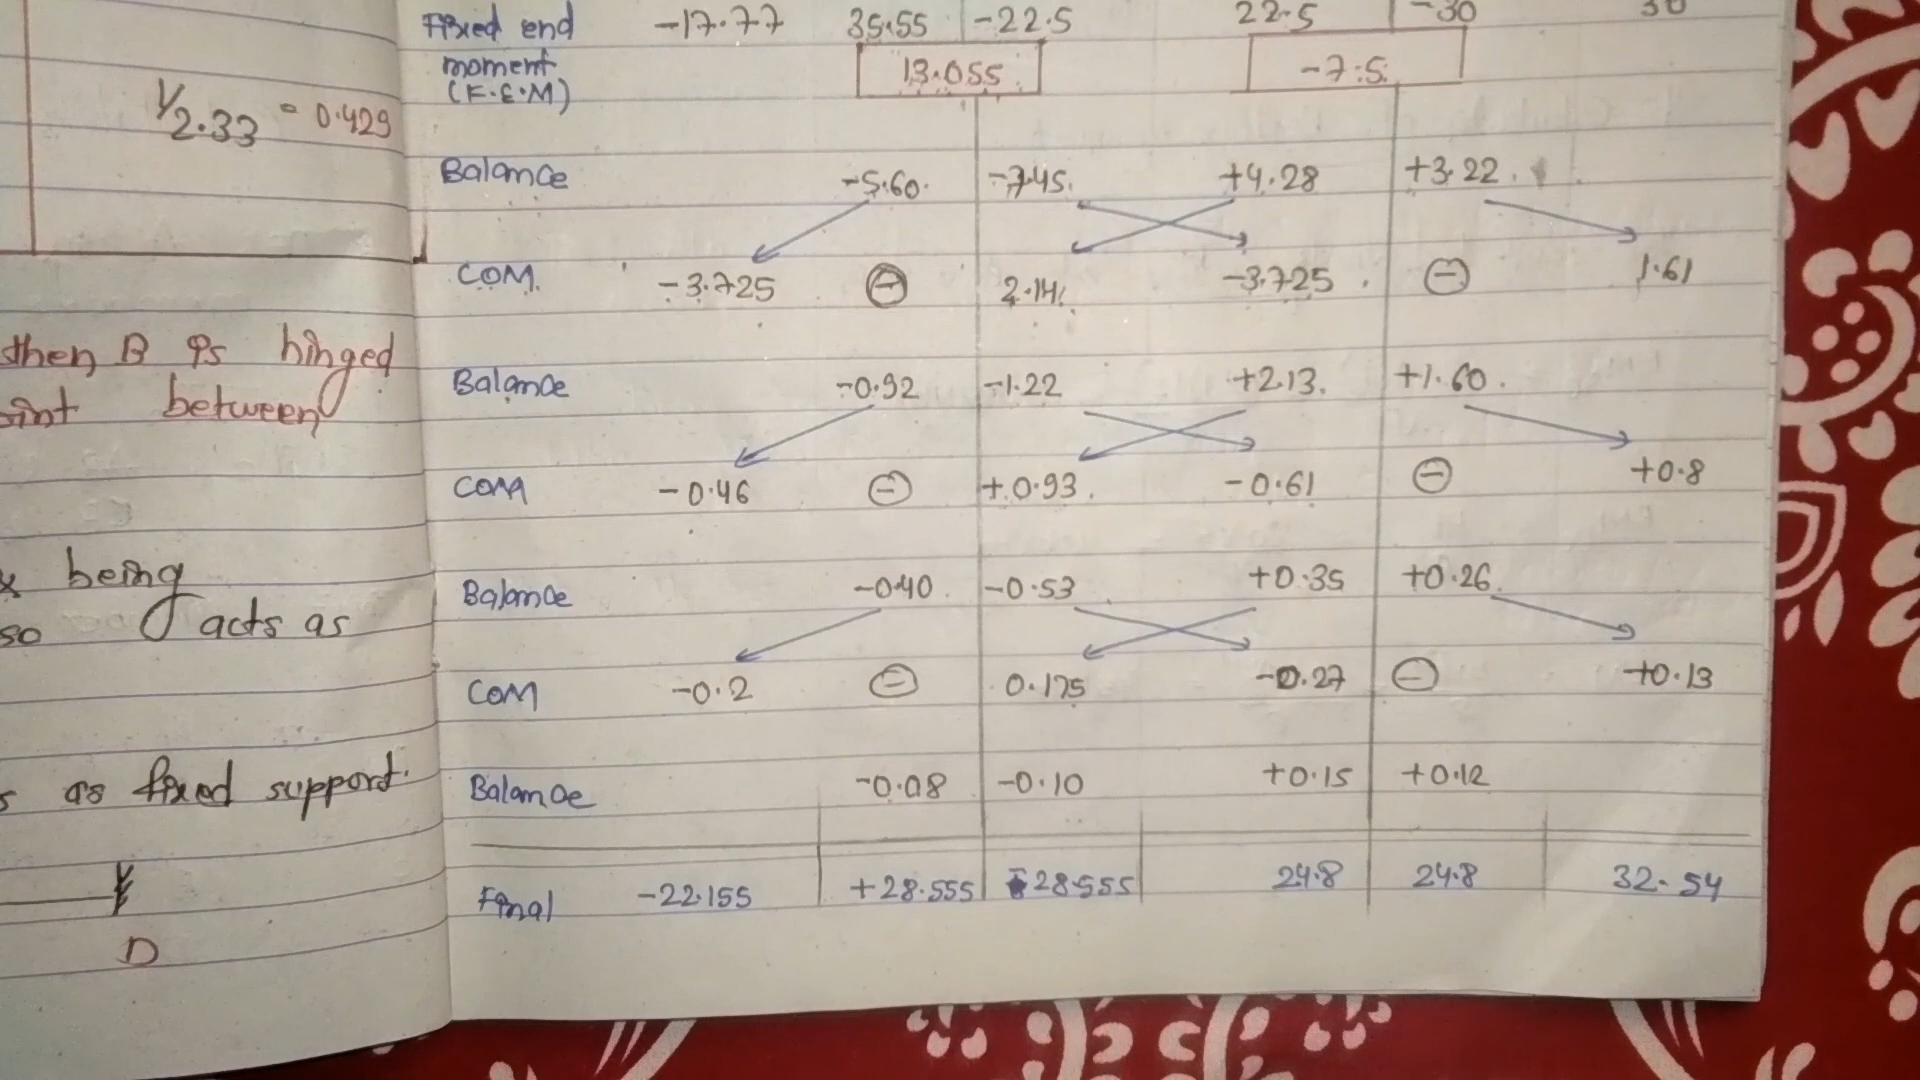 1/2.33 = 0.429
then B is hinged
between
being
so acts as
s as fixed support.
D
Fixed end -17.77 35.55 -22.5 22.5 -30 30
moment 13.055 -7.5
(F.E.M)
Balance -5.60 -7.45 +4.28 +3.22
COM -3.725 - 2.14 -3.725 - 1.61
Balance -0.92 -1.22 +2.13 +1.60
COM -0.46 - +0.93 -0.61 - +0.8
Balance -0.40 -0.53 +0.35 +0.26
COM -0.2 - 0.175 -0.27 - +0.13
Balance -0.08 -0.10 +0.15 +0.12
Final -22.155 +28.555 -28.555 24.8 24.8 32.54